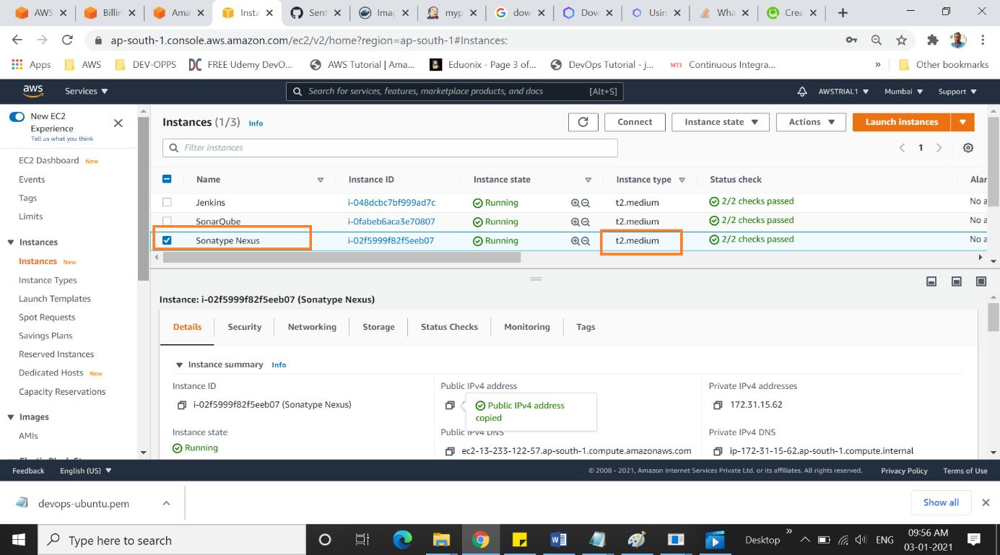 AWS
Billin
Ama
Insta
Sent
Imag
myp
dow
Dow
Usin
Wha
Crea
ap-south-1.console.aws.amazon.com/ec2/v2/home?region=ap-south-1#Instances:
Apps
AWS
DEV-OPPS
DC FREE Udemy DevO...
AWS Tutorial | Ama...
Eduonix - Page 3 of...
DevOps Tutorial - j...
MTI Continuous Integra...
»
Other bookmarks
aws
Services
Search for services, features, marketplace products, and docs
[Alt+S]
AWSTRIAL1
Mumbai
Support
New EC2
Experience
Tell us what you think
EC2 Dashboard New
Events
Tags
Limits
Instances
Instances New
Instance Types
Launch Templates
Spot Requests
Savings Plans
Reserved Instances
Dedicated Hosts New
Capacity Reservations
Images
AMIs
Instances (1/3) Info
Connect
Instance state
Actions
Launch instances
Filter instances
1
Name Instance ID Instance state Instance type Status check Alar
Jenkins i-048dcbc7bf999ad7c Running t2.medium 2/2 checks passed No a
SonarQube i-0fabeb6aca3e70807 Running t2.medium 2/2 checks passed No a
Sonatype Nexus i-02f5999f82f5eeb07 Running t2.medium 2/2 checks passed No a
Instance: i-02f5999f82f5eeb07 (Sonatype Nexus)
Details Security Networking Storage Status Checks Monitoring Tags
Instance summary Info
Instance ID
i-02f5999f82f5eeb07 (Sonatype Nexus)
Instance state
Running
Public IPv4 address
Public IPv4 address
copied
Public IPv4 DNS
ec2-13-233-122-57.ap-south-1.compute.amazonaws.com
Private IPv4 addresses
172.31.15.62
Private IPv4 DNS
ip-172-31-15-62.ap-south-1.compute.internal
Feedback English (US)
© 2008 - 2021, Amazon Internet Services Private Ltd. or its affiliates. All rights reserved. Privacy Policy Terms of Use
devops-ubuntu.pem
Show all
Type here to search
Desktop
»
ENG
09:56 AM
03-01-2021